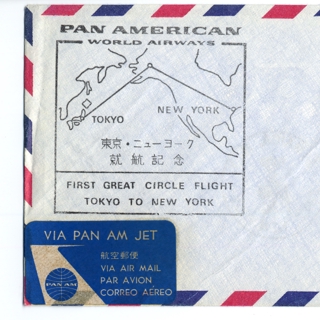 PAN AMERICAN
WORLD AIRWAYS
NEW YORK
TOKYO
東京・ニューヨーク
就航記念
FIRST GREAT CIRCLE FLIGHT
TOKYO TO NEW YORK
VIA PAN AM JET
航空郵便
VIA AIR MAIL
PAR AVION
CORREO AÉREO
PAN AM